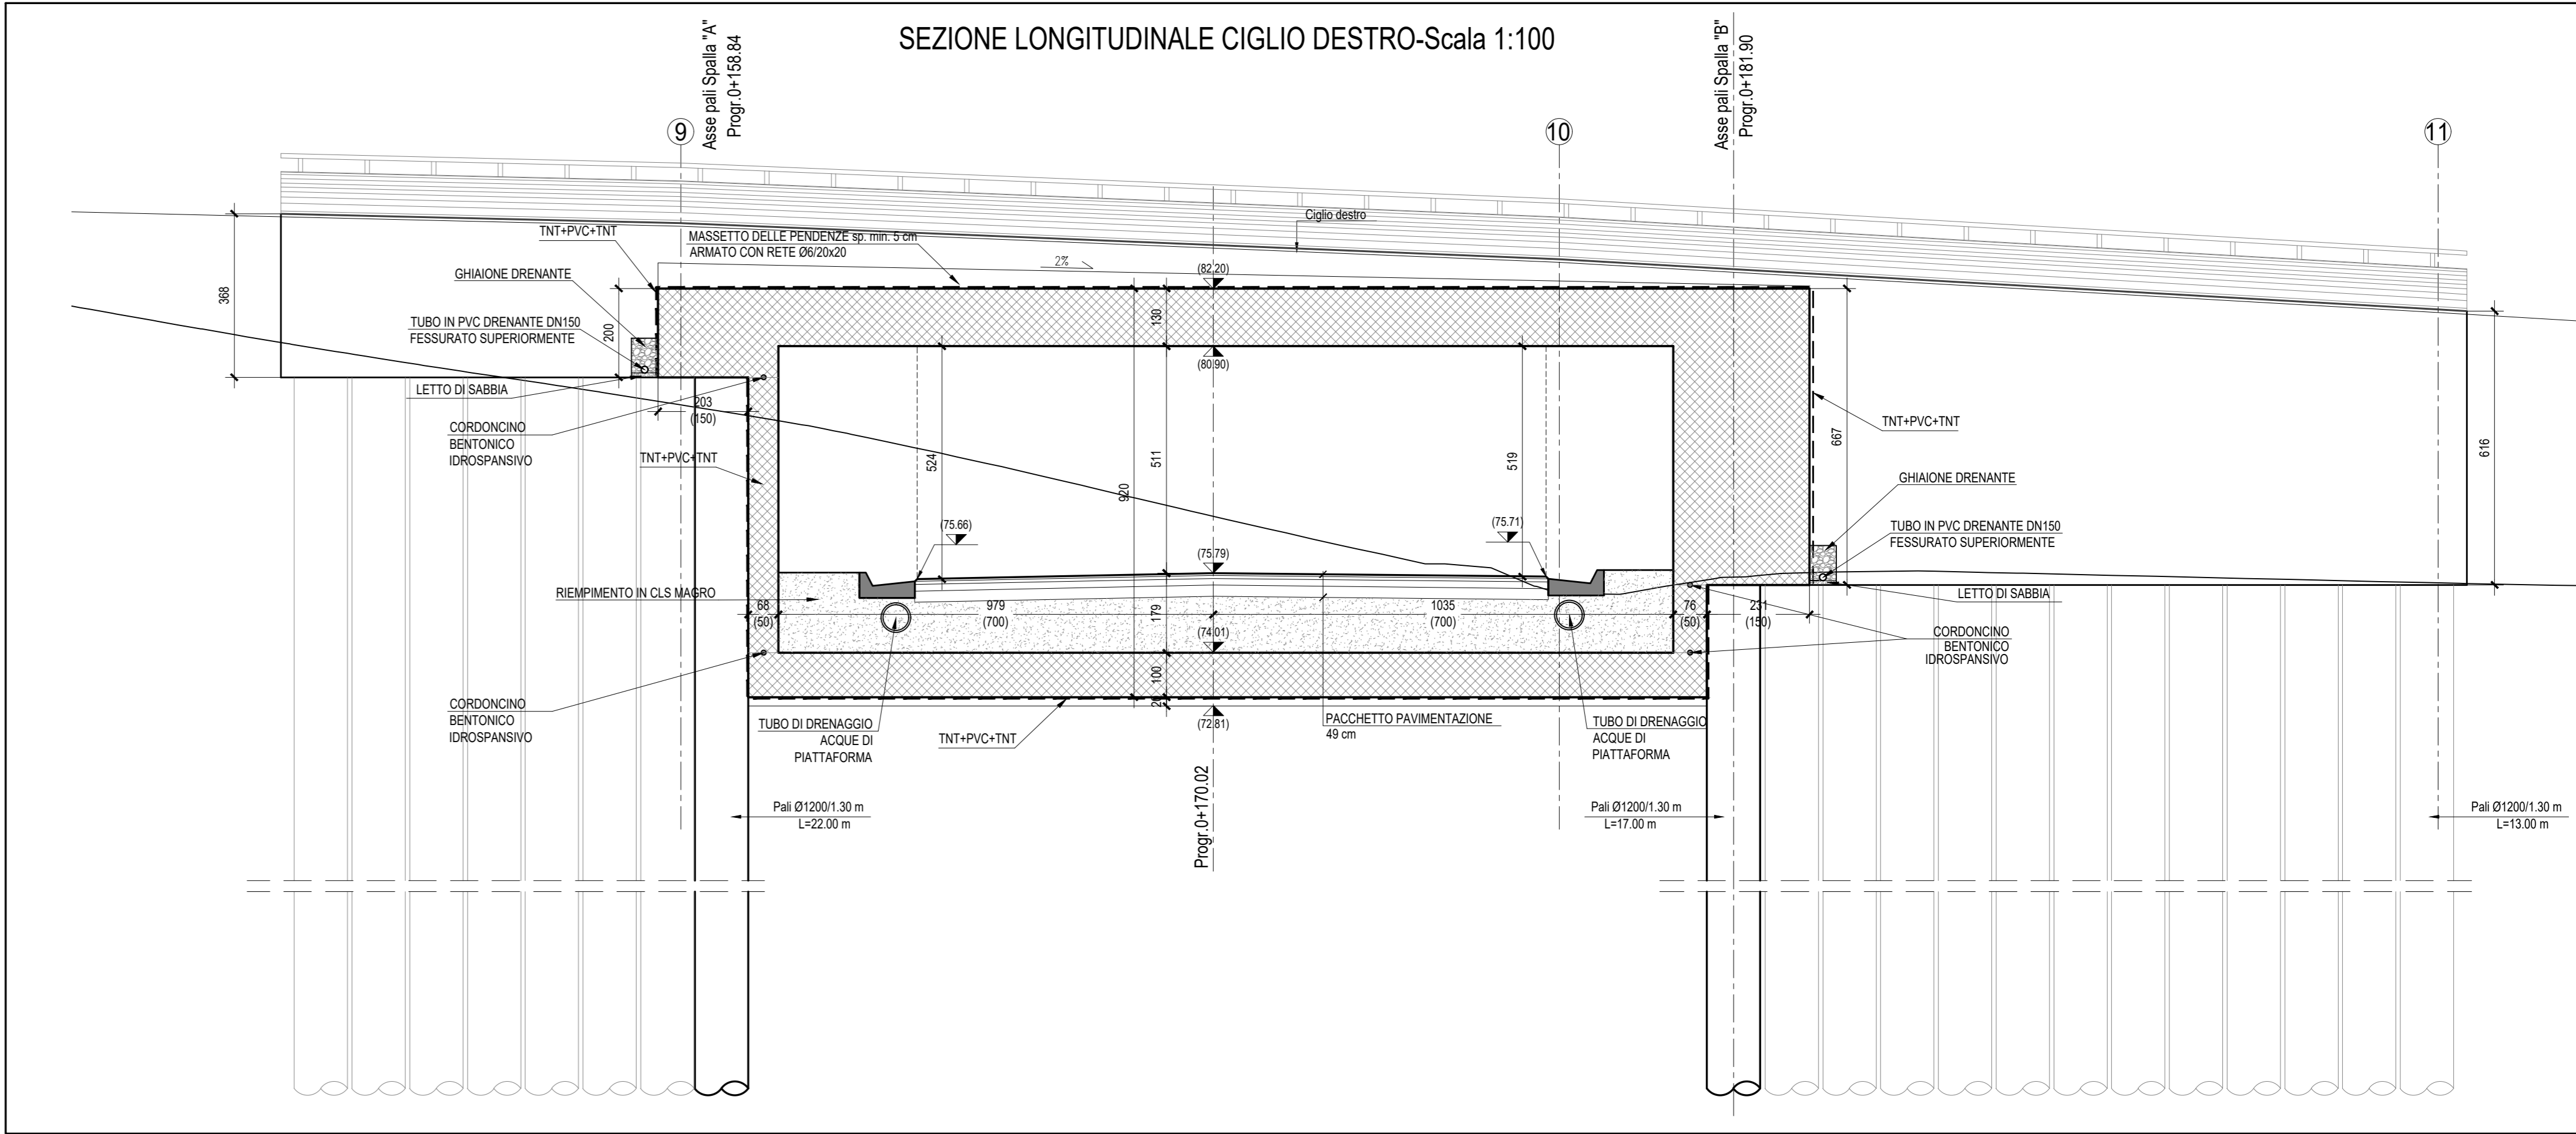 SEZIONE LONGITUDINALE CIGLIO DESTRO-Scala 1:100
Asse pali Spalla "A"
Progr.0+158.84
Asse pali Spalla "B"
Progr.0+181.90
9
10
11
Ciglio destro
TNT+PVC+TNT
MASSETTO DELLE PENDENZE sp. min. 5 cm
ARMATO CON RETE Ø6/20x20
2%
(82.20)
GHIAIONE DRENANTE
368
200
130
TUBO IN PVC DRENANTE DN150
FESSURATO SUPERIORMENTE
(80.90)
LETTO DI SABBIA
203
(150)
CORDONCINO
BENTONICO
IDROSPANSIVO
TNT+PVC+TNT
524
511
920
519
667
616
TNT+PVC+TNT
GHIAIONE DRENANTE
TUBO IN PVC DRENANTE DN150
FESSURATO SUPERIORMENTE
(75.66)
(75.79)
(75.71)
RIEMPIMENTO IN CLS MAGRO
LETTO DI SABBIA
68
(50)
979
(700)
179
1035
(700)
76
(50)
231
(150)
(74.01)
CORDONCINO
BENTONICO
IDROSPANSIVO
100
20
CORDONCINO
BENTONICO
IDROSPANSIVO
TUBO DI DRENAGGIO
ACQUE DI
PIATTAFORMA
TNT+PVC+TNT
(72.81)
PACCHETTO PAVIMENTAZIONE
49 cm
TUBO DI DRENAGGIO
ACQUE DI
PIATTAFORMA
Progr.0+170.02
Pali Ø1200/1.30 m
L=22.00 m
Pali Ø1200/1.30 m
L=17.00 m
Pali Ø1200/1.30 m
L=13.00 m